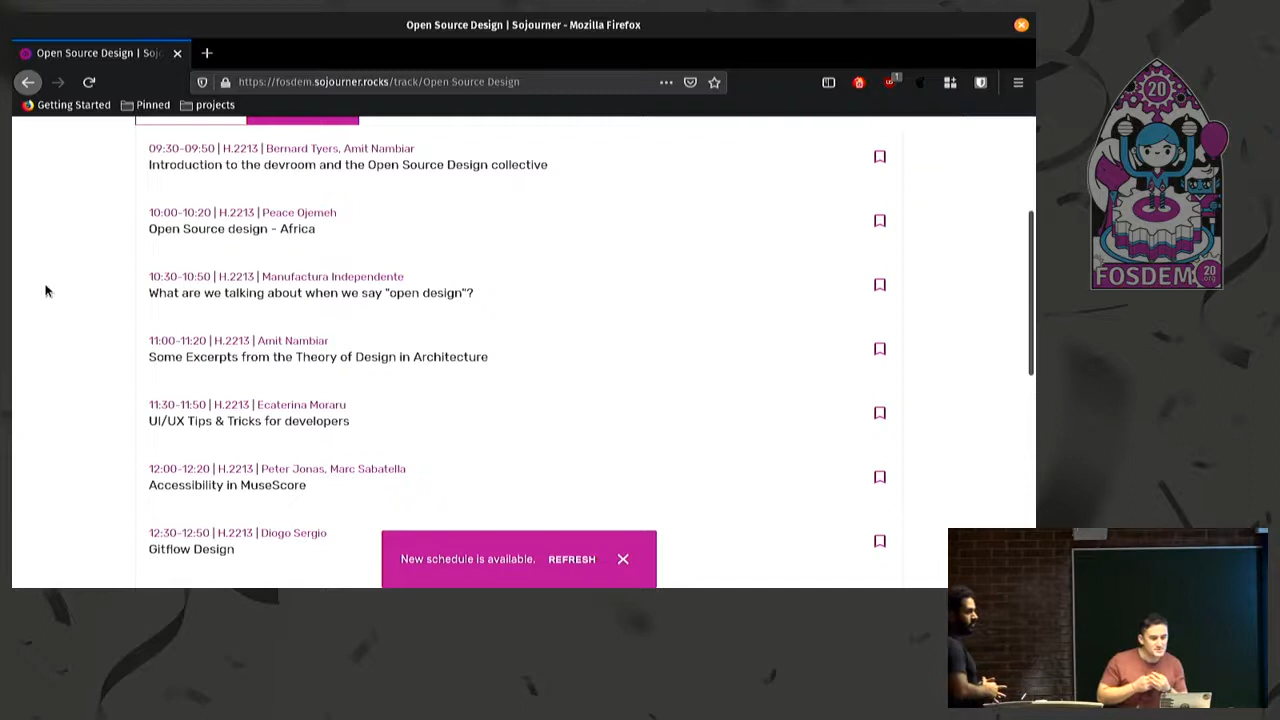 Open Source Design | Sojourner - Mozilla Firefox
Open Source Design | Soj
https://fosdem.sojourner.rocks/track/Open Source Design
1
Getting Started
Pinned
projects
09:30-09:50 | H.2213 | Bernard Tyers, Amit Nambiar
Introduction to the devroom and the Open Source Design collective
10:00-10:20 | H.2213 | Peace Ojemeh
Open Source design - Africa
10:30-10:50 | H.2213 | Manufactura Independente
What are we talking about when we say "open design"?
11:00-11:20 | H.2213 | Amit Nambiar
Some Excerpts from the Theory of Design in Architecture
11:30-11:50 | H.2213 | Ecaterina Moraru
UI/UX Tips & Tricks for developers
12:00-12:20 | H.2213 | Peter Jonas, Marc Sabatella
Accessibility in MuseScore
12:30-12:50 | H.2213 | Diogo Sergio
Gitflow Design
New schedule is available. REFRESH
20
FOSDEM 20
.org